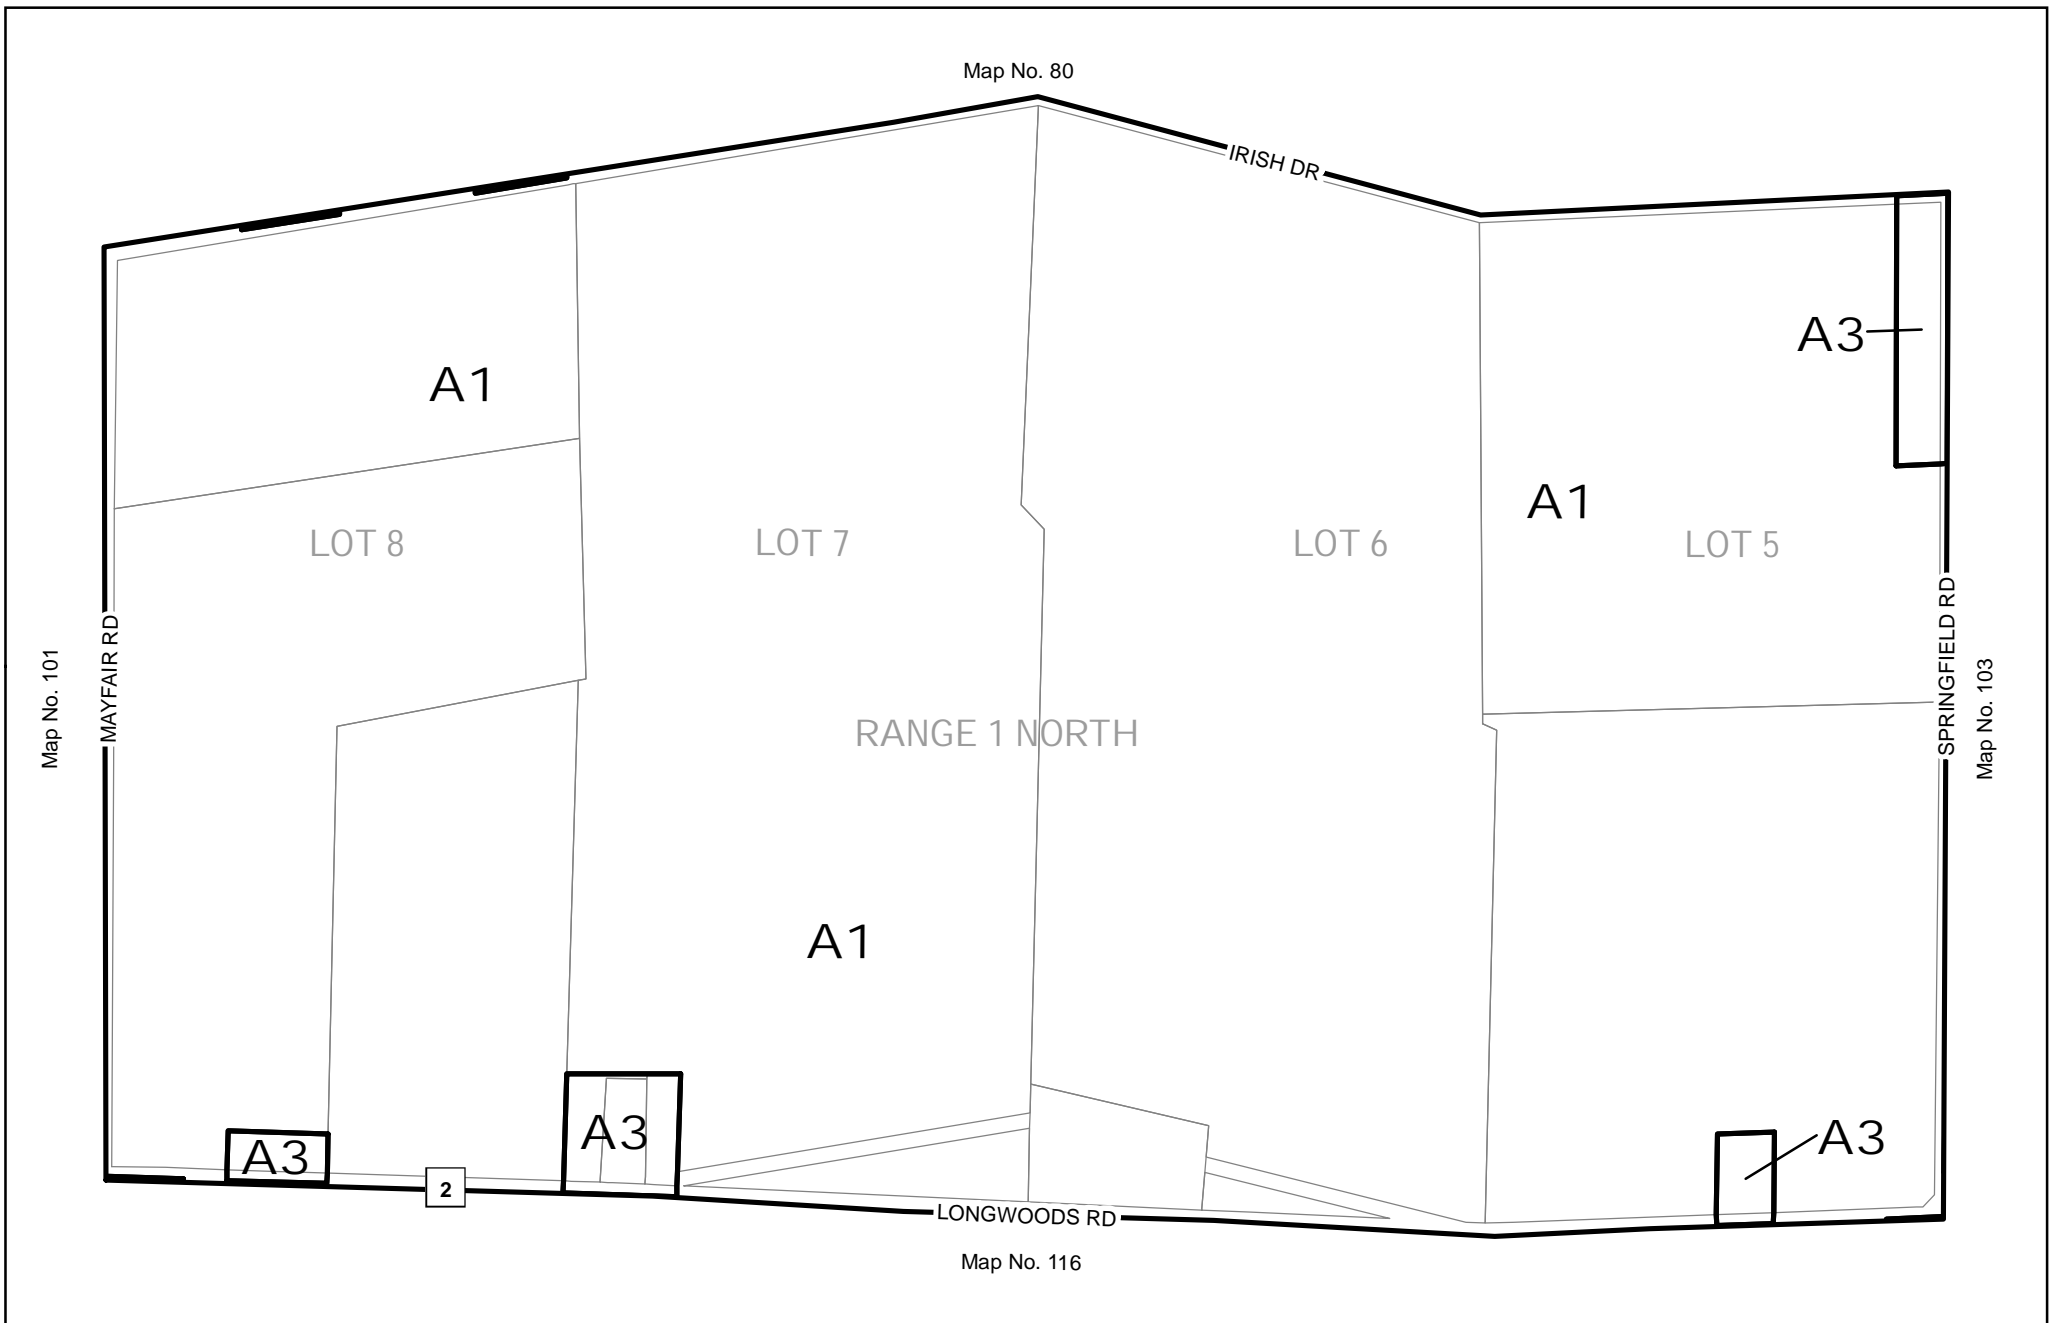 Map No. 80
IRISH DR
A3
A1
A1
LOT 8
LOT 7
LOT 6
LOT 5
MAYFAIR RD
Map No. 101
SPRINGFIELD RD
Map No. 103
RANGE 1 NORTH
A1
A3
A3
A3
2
LONGWOODS RD
Map No. 116